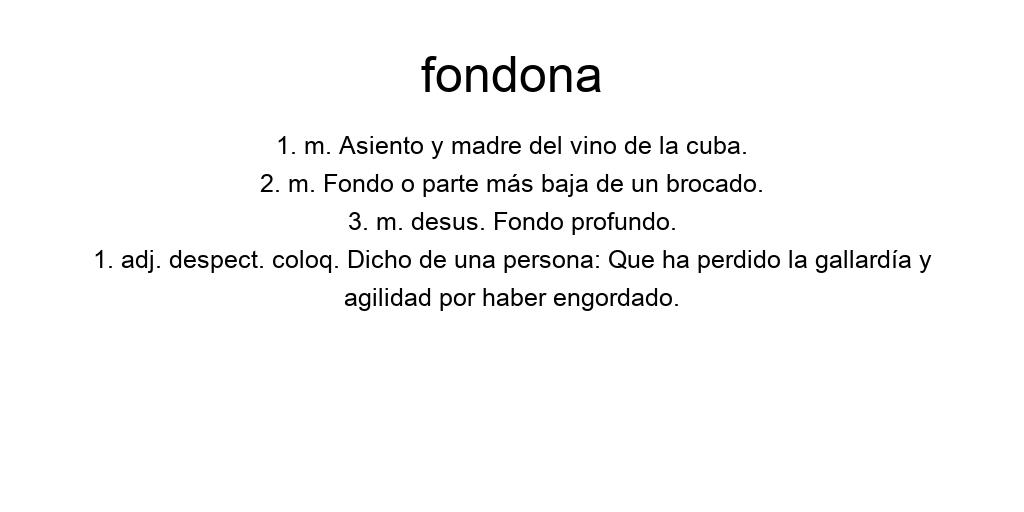 fondona
1. m. Asiento y madre del vino de la cuba.
2. m. Fondo o parte más baja de un brocado.
3. m. desus. Fondo profundo.
1. adj. despect. coloq. Dicho de una persona: Que ha perdido la gallardía y
agilidad por haber engordado.